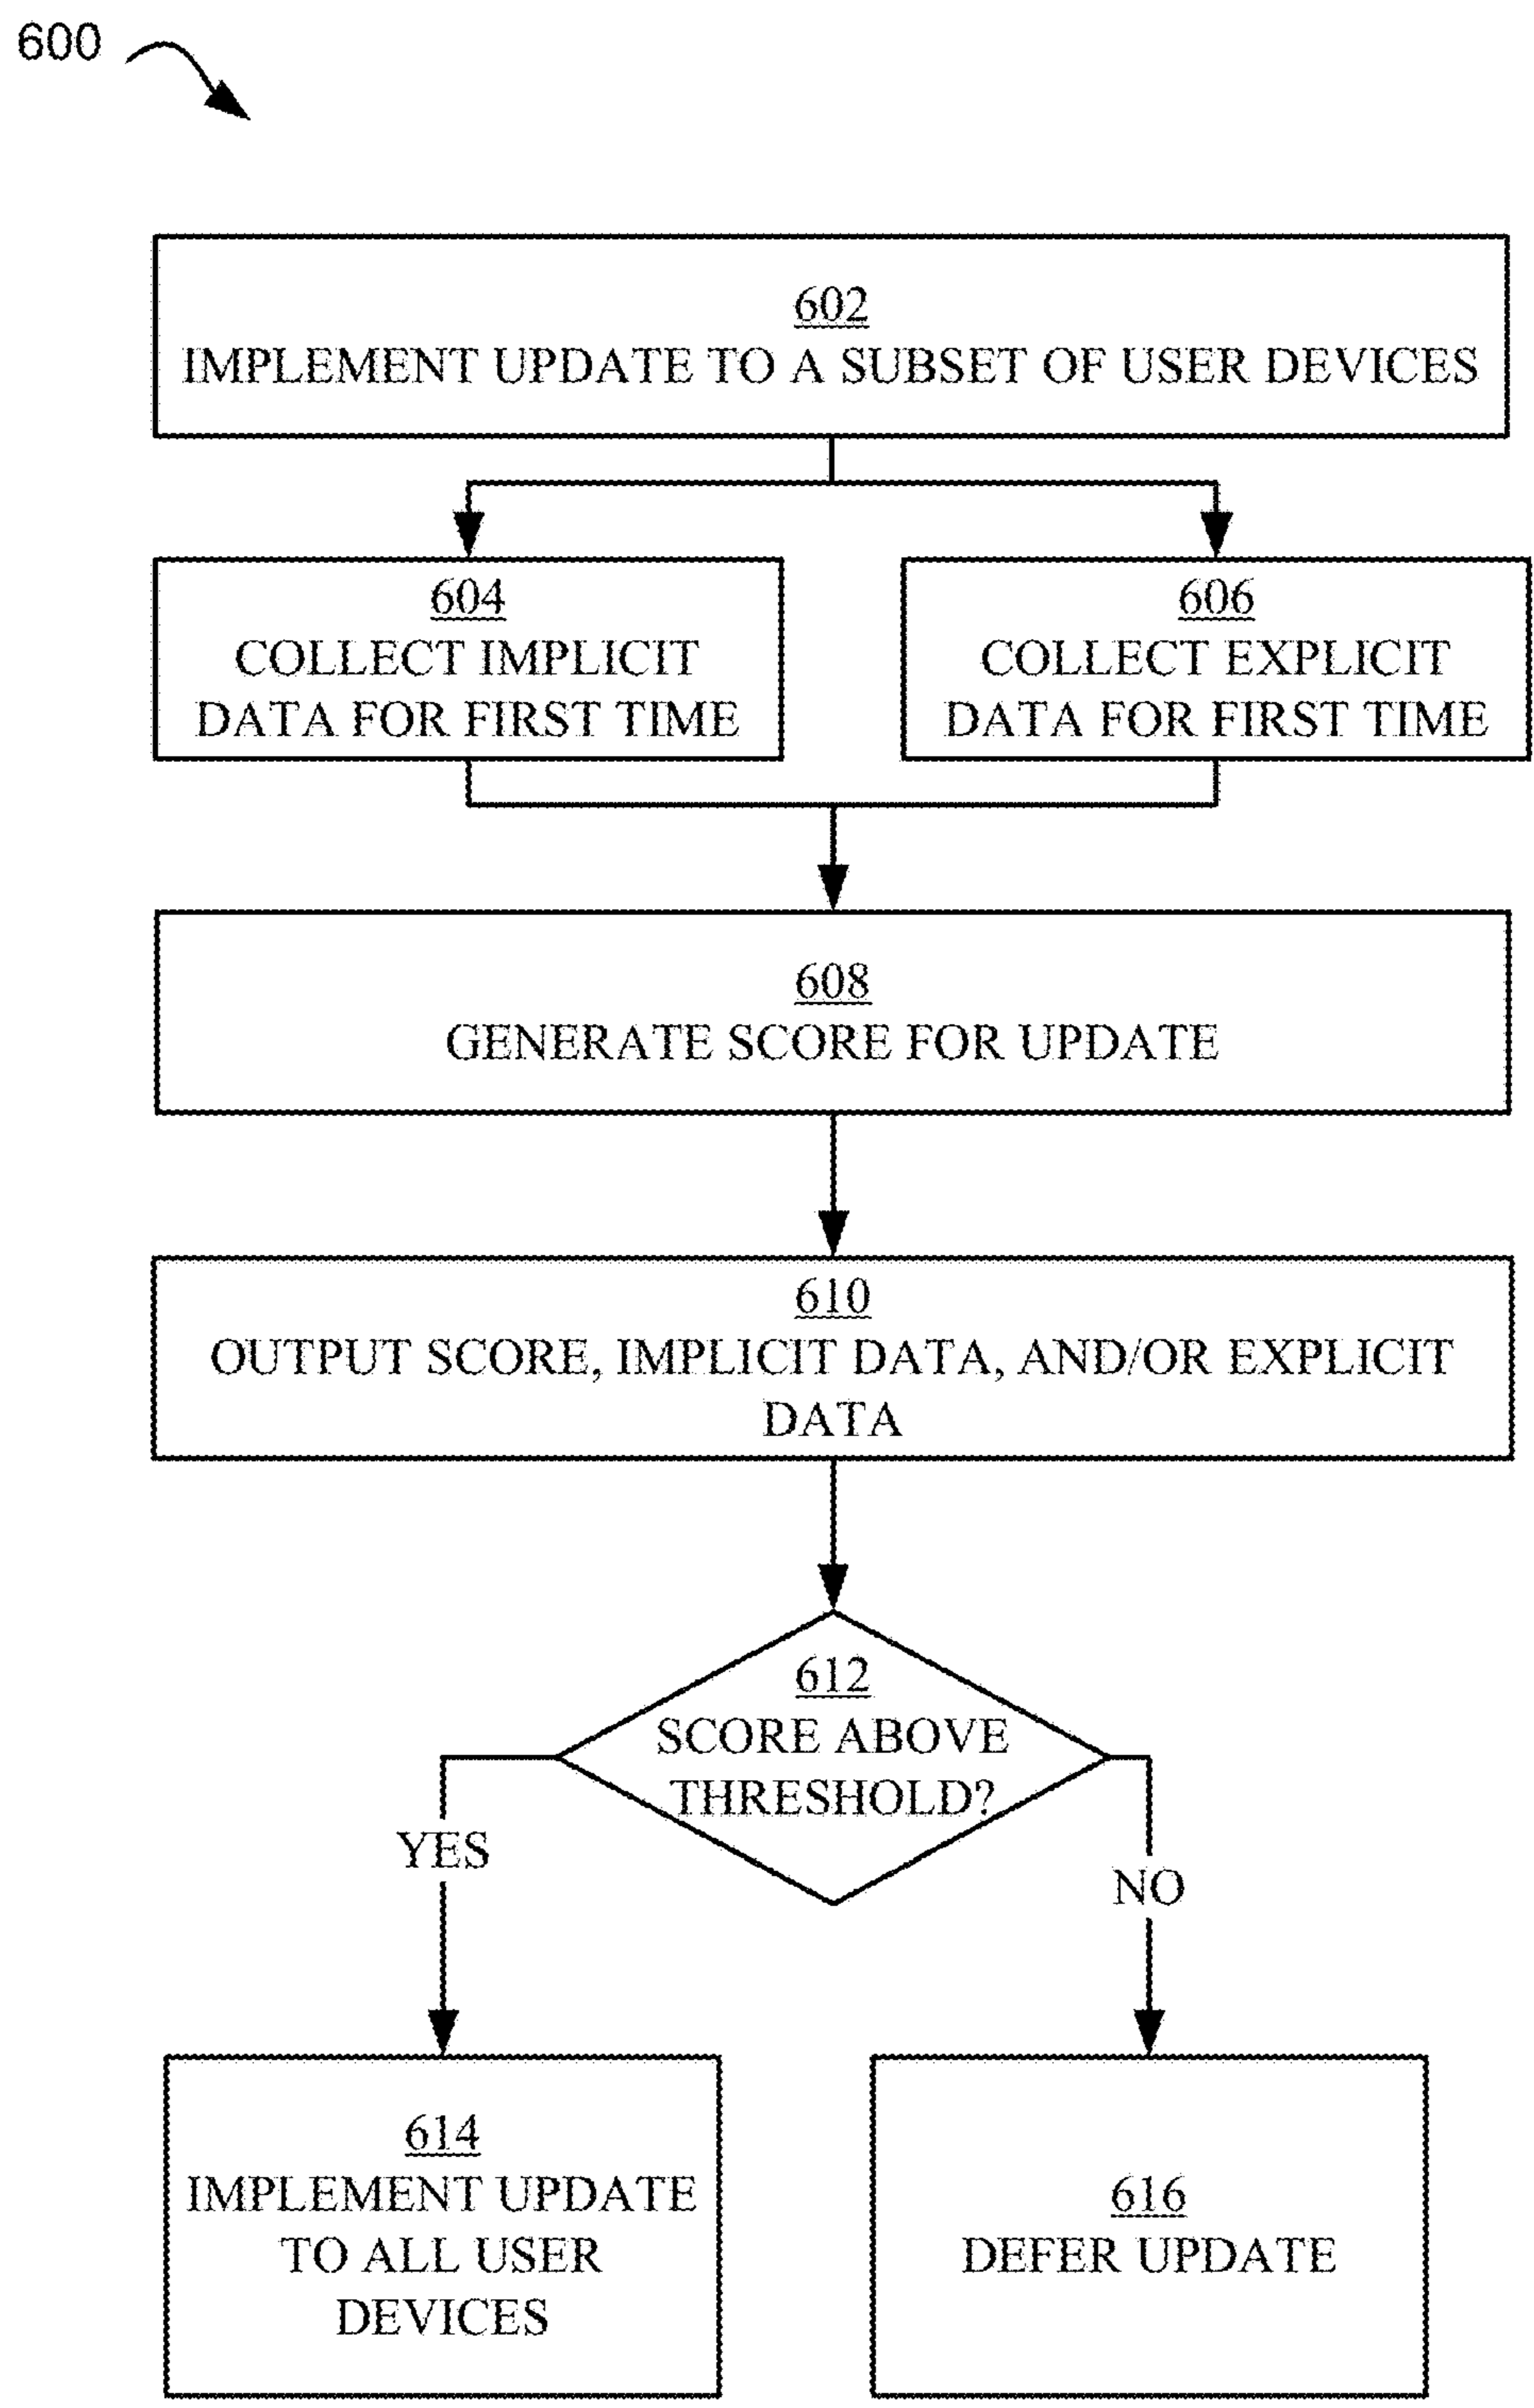 600
602
IMPLEMENT UPDATE TO A SUBSET OF USER DEVICES
604
COLLECT IMPLICIT
DATA FOR FIRST TIME
606
COLLECT EXPLICIT
DATA FOR FIRST TIME
608
GENERATE SCORE FOR UPDATE
610
OUTPUT SCORE, IMPLICIT DATA, AND/OR EXPLICIT
DATA
612
SCORE ABOVE
THRESHOLD?
YES
NO
614
IMPLEMENT UPDATE
TO ALL USER
DEVICES
616
DEFER UPDATE